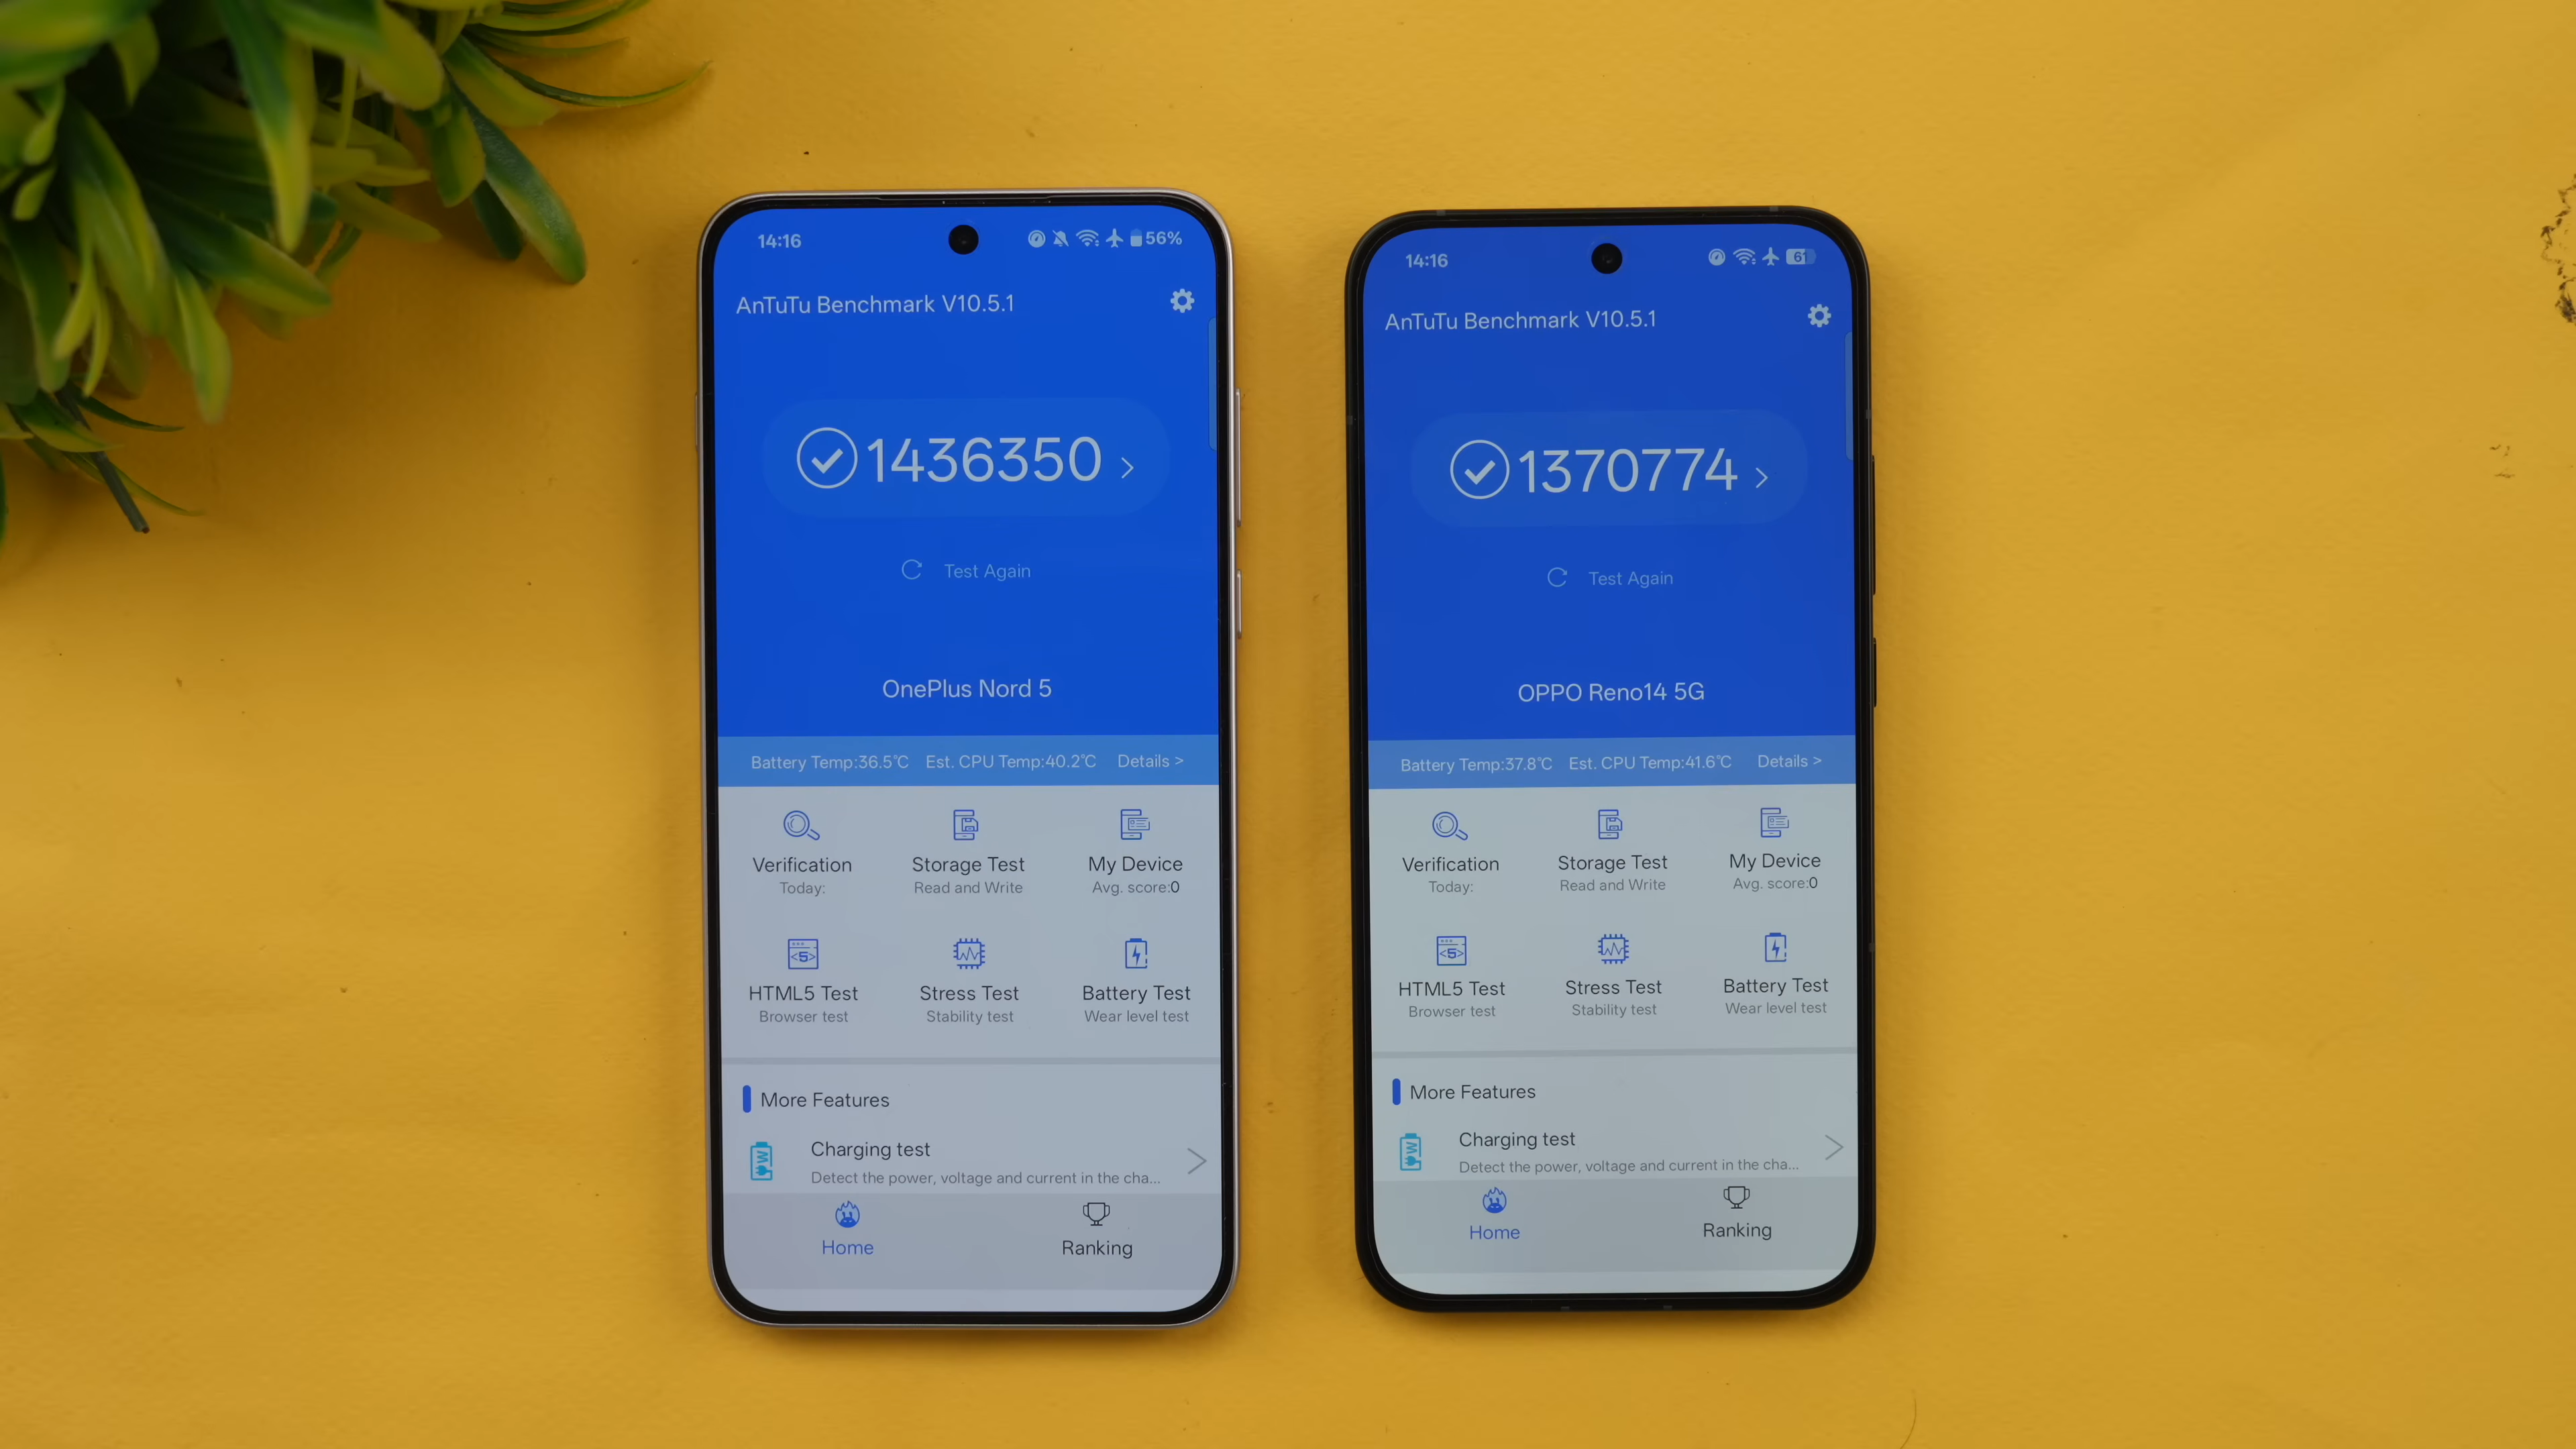 14:16
56%
AnTuTu Benchmark V10.5.1
1436350
Test Again
OnePlus Nord 5
Battery Temp:36.5°C Est. CPU Temp:40.2°C Details >
Verification Storage Test My Device
Today: Read and Write Avg. score:0
<5>
HTML5 Test Stress Test Battery Test
Browser test Stability test Wear level test
More Features
W
Charging test
Detect the power, voltage and current in the cha...
Home Ranking
14:16
61
AnTuTu Benchmark V10.5.1
1370774
Test Again
OPPO Reno14 5G
Battery Temp:37.8°C Est. CPU Temp:41.6°C Details >
Verification Storage Test My Device
Today: Read and Write Avg. score:0
<5>
HTML5 Test Stress Test Battery Test
Browser test Stability test Wear level test
More Features
W
Charging test
Detect the power, voltage and current in the cha...
Home Ranking